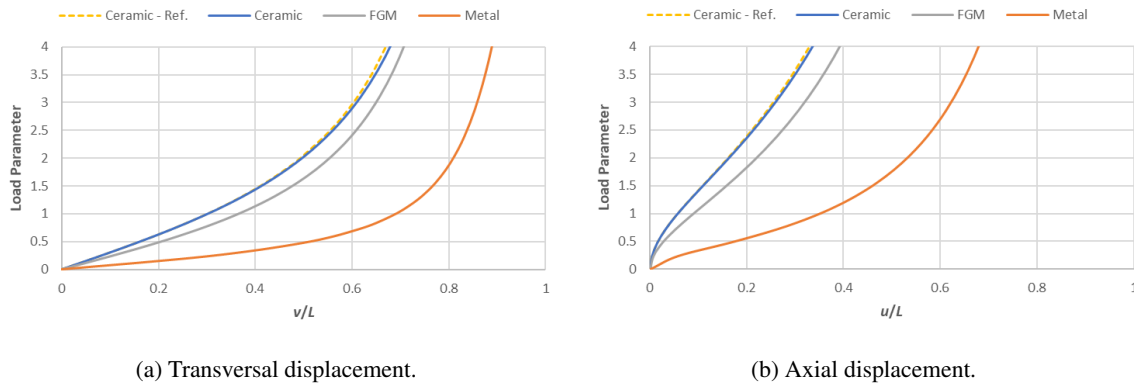 Ceramic - Ref. Ceramic FGM Metal
4
3.5
3
2.5
2
1.5
1
0.5
0
Load Parameter
0 0.2 0.4 0.6 0.8 1
v/L
(a) Transversal displacement.
Ceramic - Ref. Ceramic FGM Metal
4
3.5
3
2.5
2
1.5
1
0.5
0
Load Parameter
0 0.2 0.4 0.6 0.8 1
u/L
(b) Axial displacement.